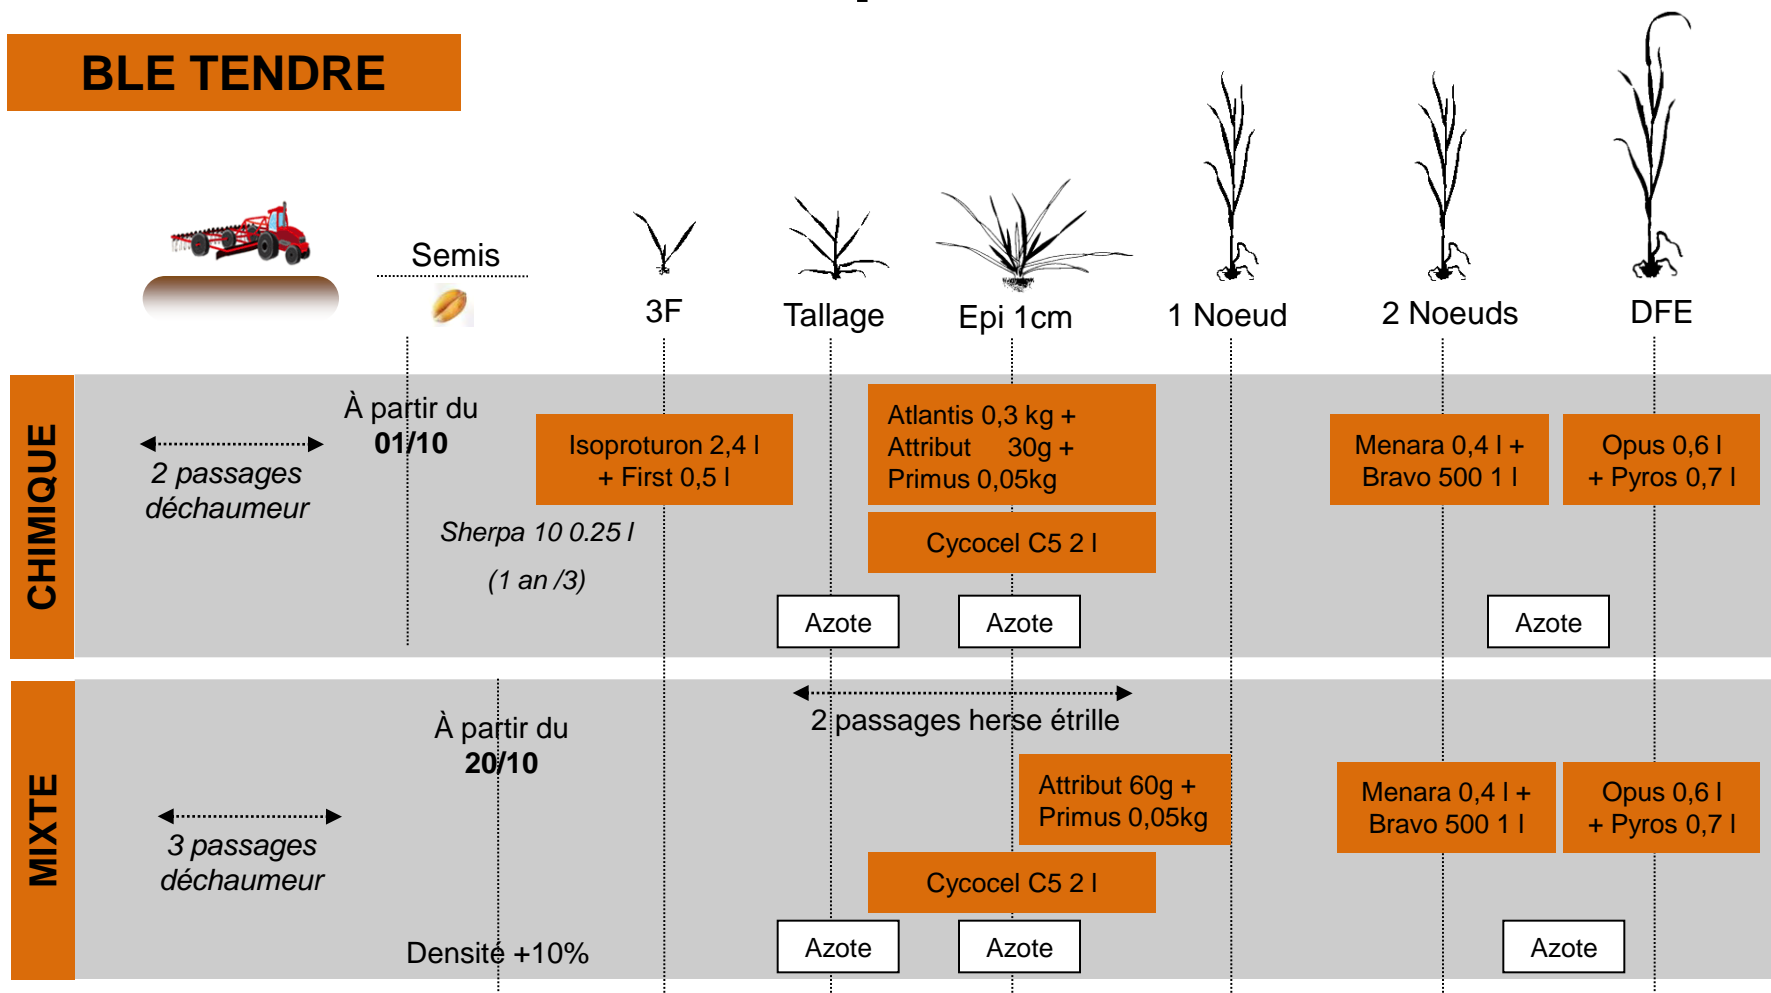 BLE TENDRE
Semis
3F
Tallage
Epi 1cm
1 Noeud
2 Noeuds
DFE
CHIMIQUE
2 passages
déchaumeur
À partir du
01/10
Sherpa 10 0.25 l
(1 an /3)
Isoproturon 2,4 l
+ First 0,5 l
Atlantis 0,3 kg +
Attribut 30g +
Primus 0,05kg
Cycocel C5 2 l
Menara 0,4 l +
Bravo 500 1 l
Opus 0,6 l
+ Pyros 0,7 l
Azote
Azote
Azote
MIXTE
3 passages
déchaumeur
À partir du
20/10
Densité +10%
2 passages herse étrille
Attribut 60g +
Primus 0,05kg
Cycocel C5 2 l
Menara 0,4 l +
Bravo 500 1 l
Opus 0,6 l
+ Pyros 0,7 l
Azote
Azote
Azote